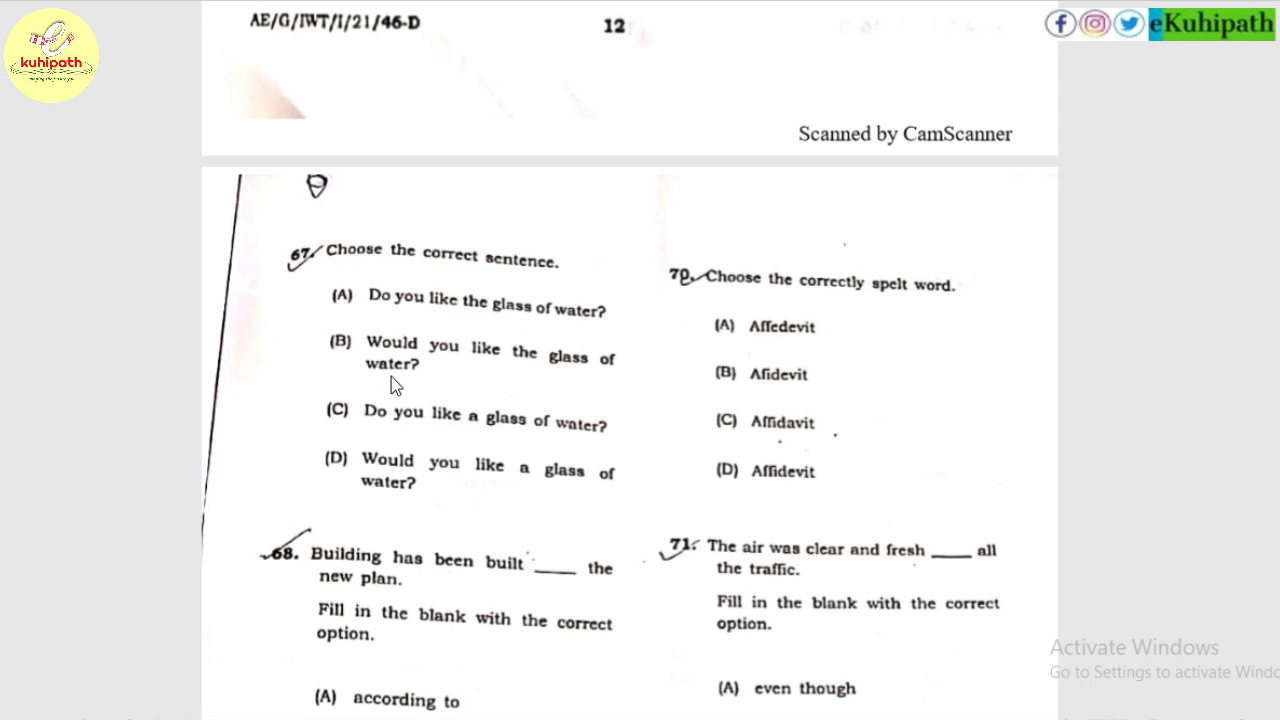 AE/G/IWT/I/21/46-D
12
eKuhipath
kuhipath
Scanned by CamScanner
67. Choose the correct sentence.
(A) Do you like the glass of water?
(B) Would you like the glass of
water?
(C) Do you like a glass of water?
(D) Would you like a glass of
water?
68. Building has been built ____ the
new plan.
Fill in the blank with the correct
option.
(A) according to
70. Choose the correctly spelt word.
(A) Affedevit
(B) Afidevit
(C) Affidavit
(D) Affidevit
71. The air was clear and fresh ____ all
the traffic.
Fill in the blank with the correct
option.
(A) even though
Activate Windows
Go to Settings to activate Windo